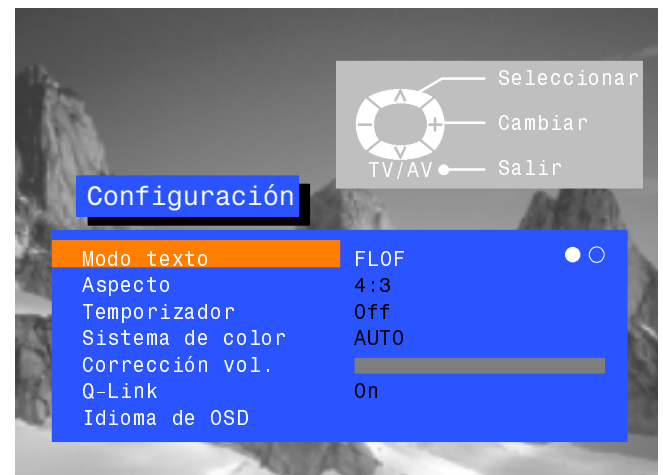 Seleccionar
Cambiar
TV/AV Salir
Configuración
Modo texto FLOF
Aspecto 4:3
Temporizador Off
Sistema de color AUTO
Corrección vol.
Q-Link On
Idioma de OSD